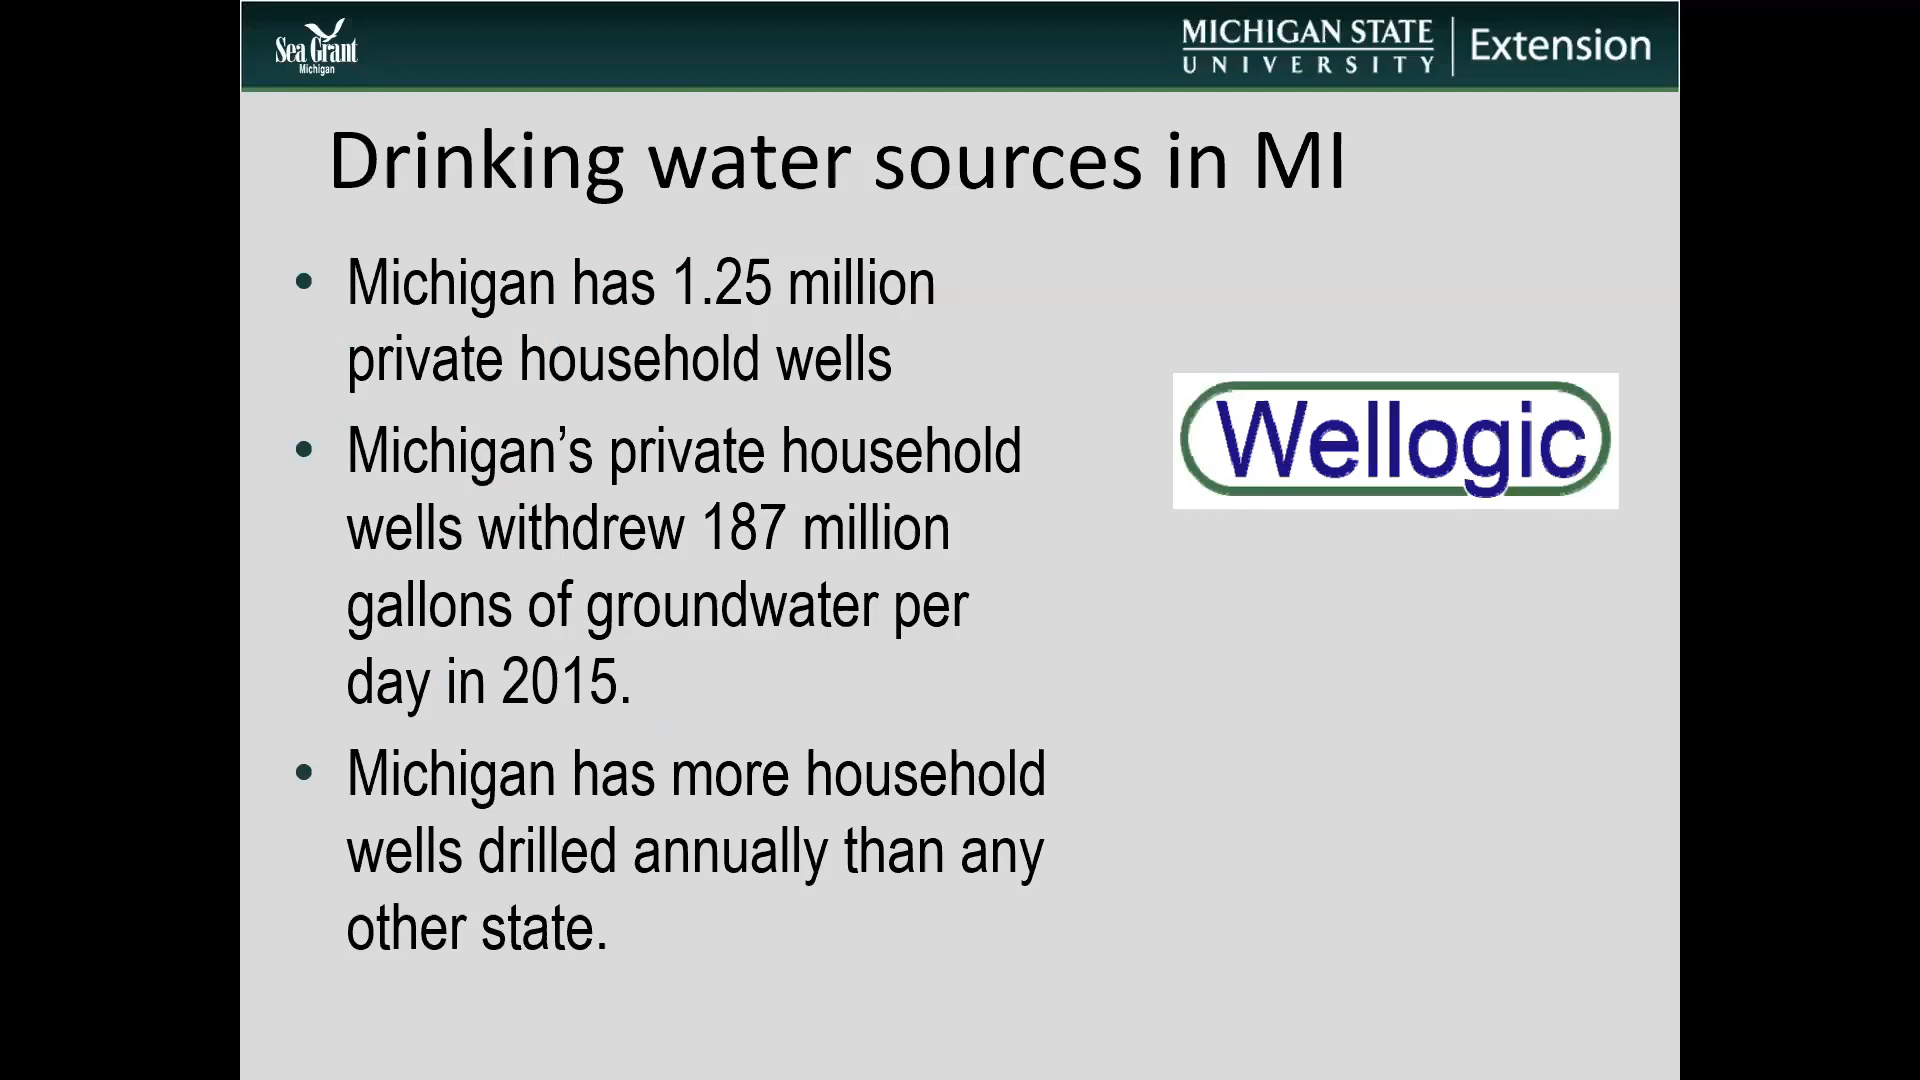 Sea Grant
Michigan
MICHIGAN STATE
UNIVERSITY
Extension
Drinking water sources in MI
• Michigan has 1.25 million
private household wells
• Michigan’s private household
wells withdrew 187 million
gallons of groundwater per
day in 2015.
• Michigan has more household
wells drilled annually than any
other state.
Wellogic